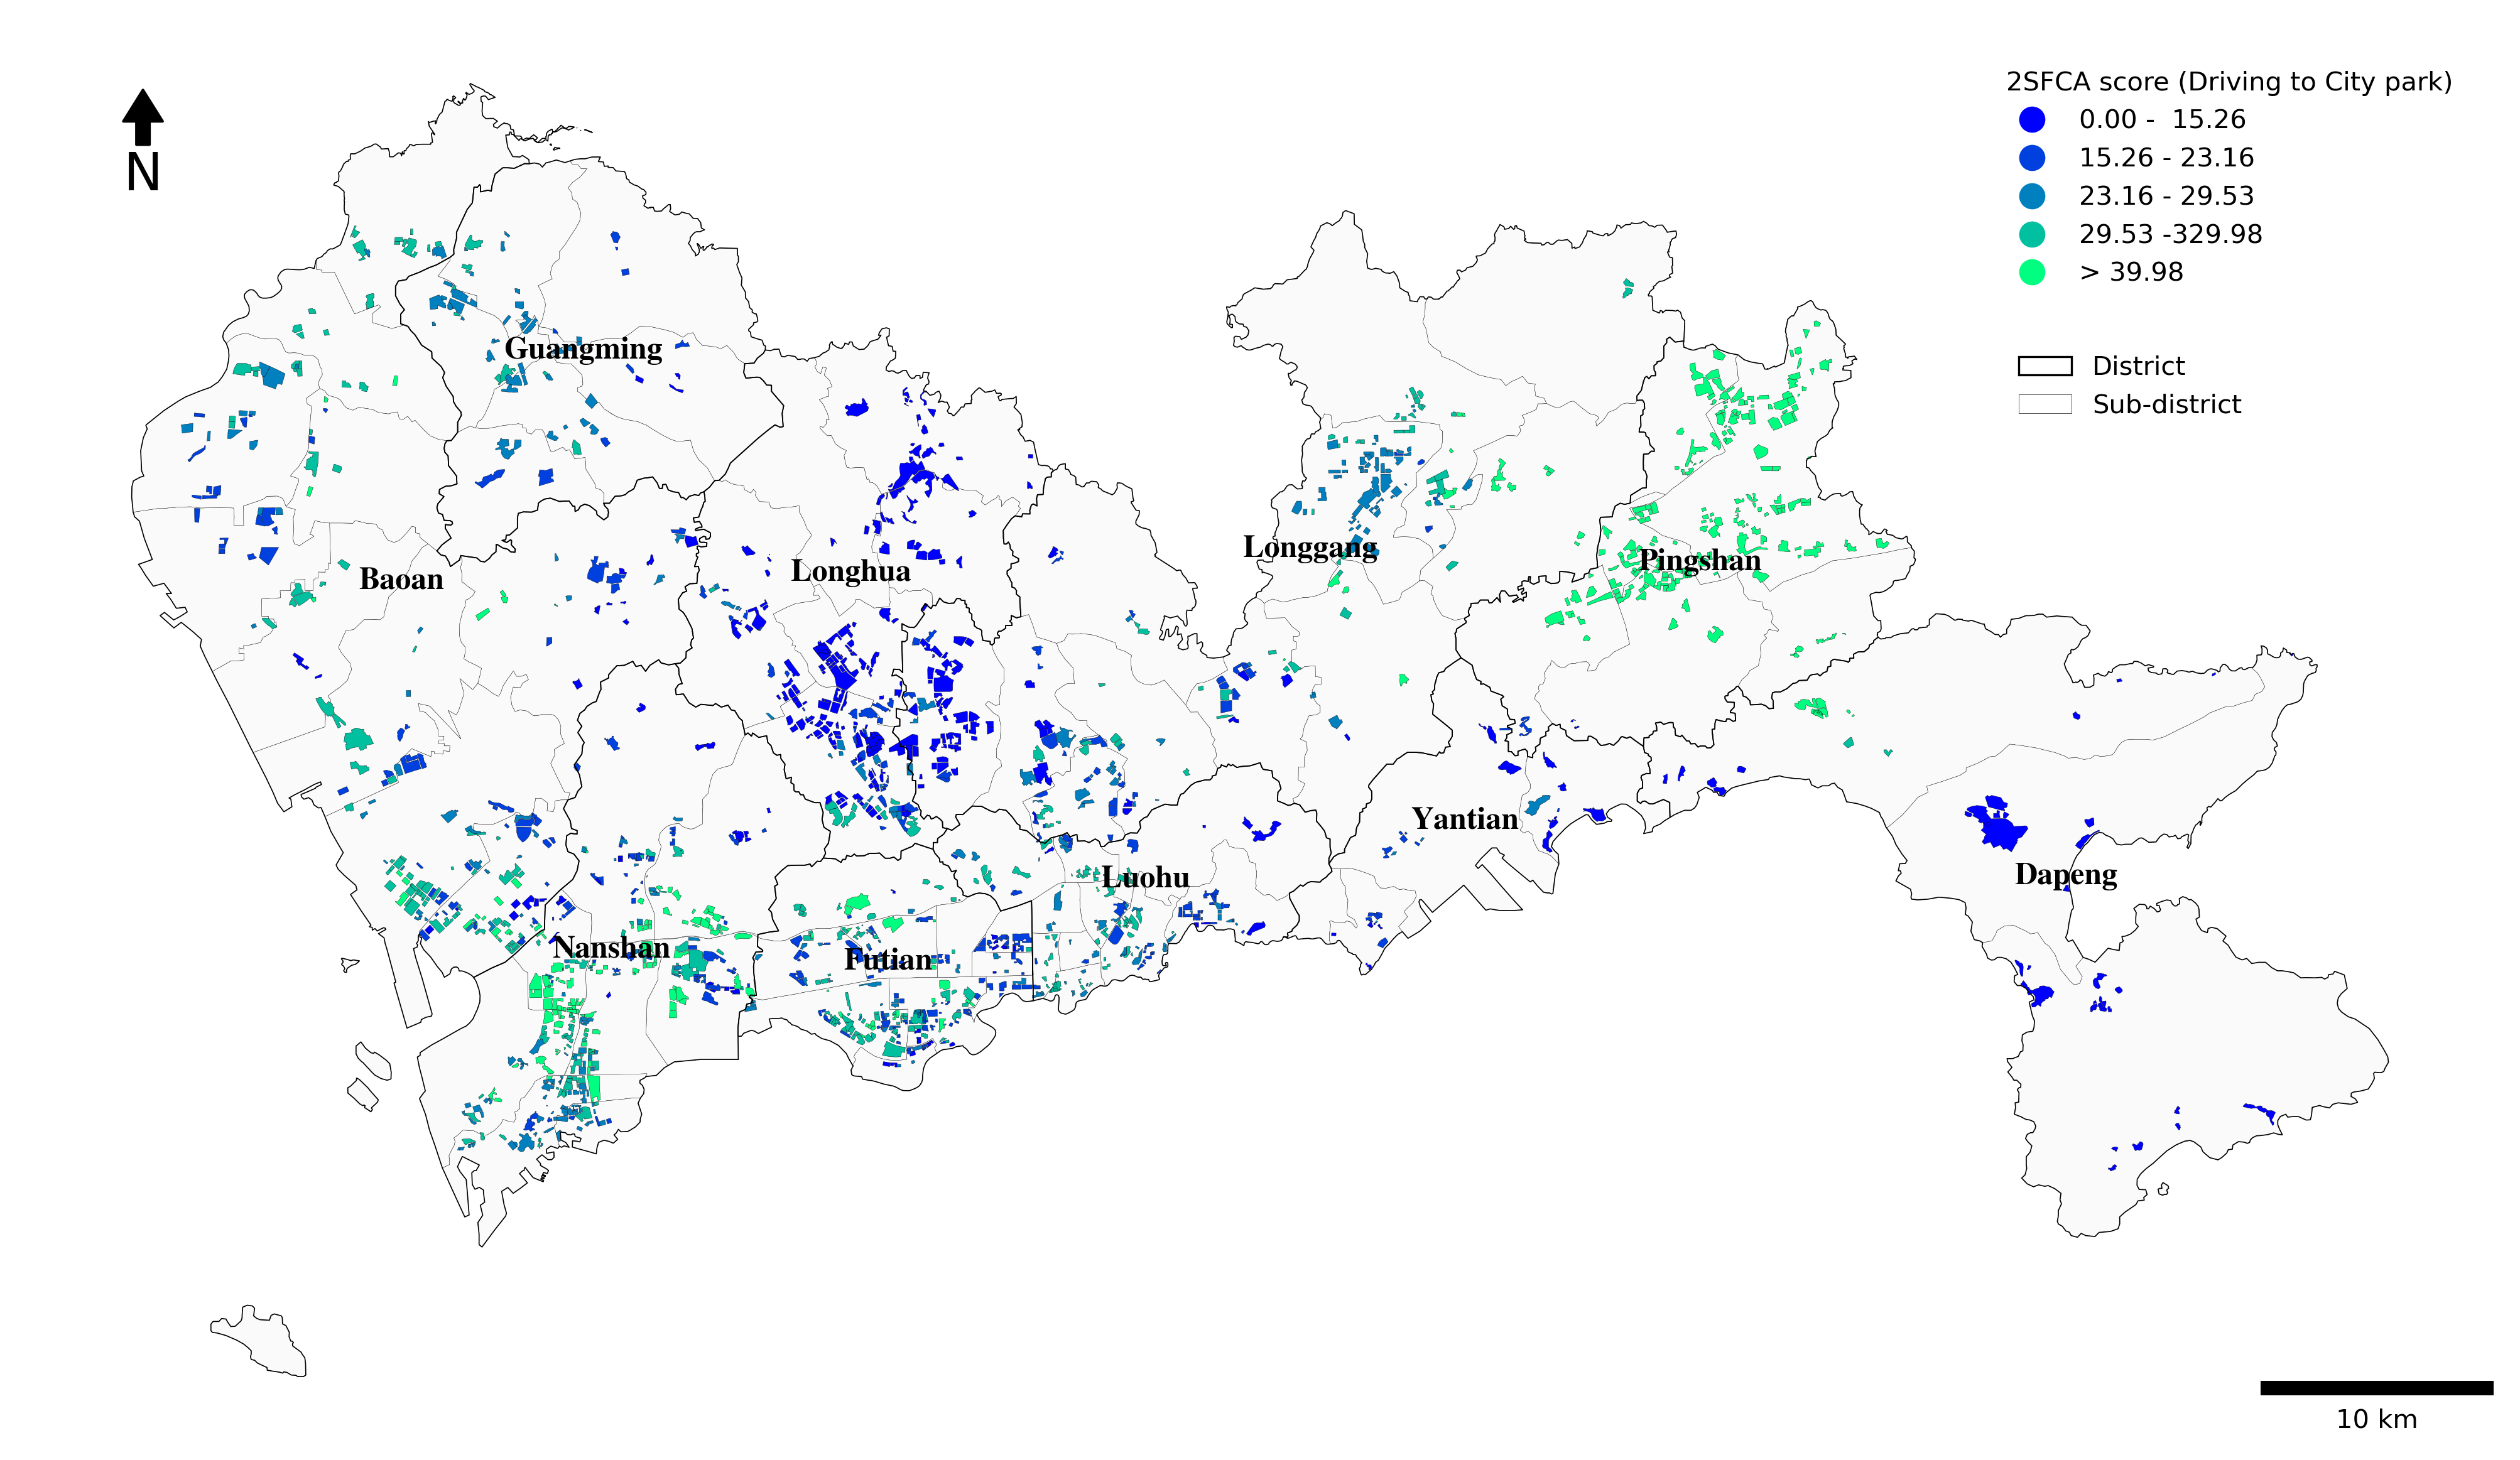 2SFCA score (Driving to City park)
0.00 -  15.26
15.26 - 23.16
23.16 - 29.53
29.53 -329.98
> 39.98
District
Sub-district
N
Guangming
Baoan
Longhua
Longgang
Pingshan
Yantian
Luohu
Dapeng
Nanshan
Futian
10 km